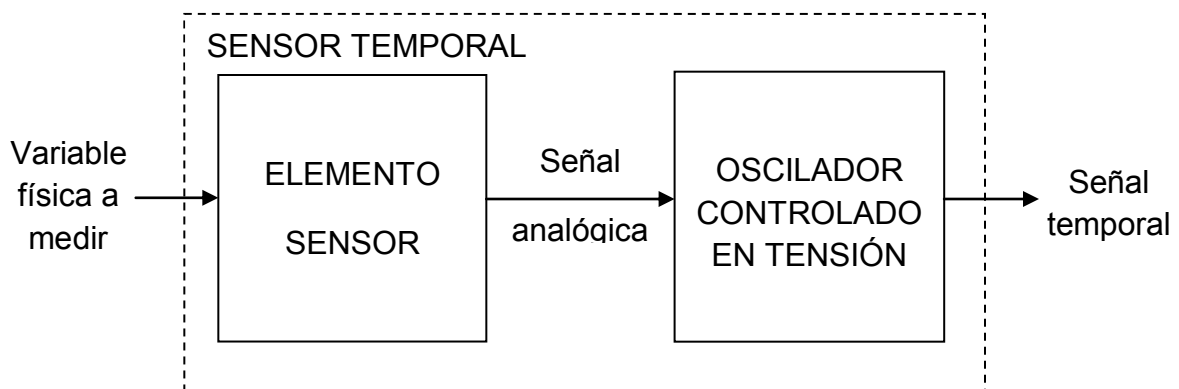 SENSOR TEMPORAL
Variable
física a
medir
ELEMENTO
SENSOR
Señal
analógica
OSCILADOR
CONTROLADO
EN TENSIÓN
Señal
temporal